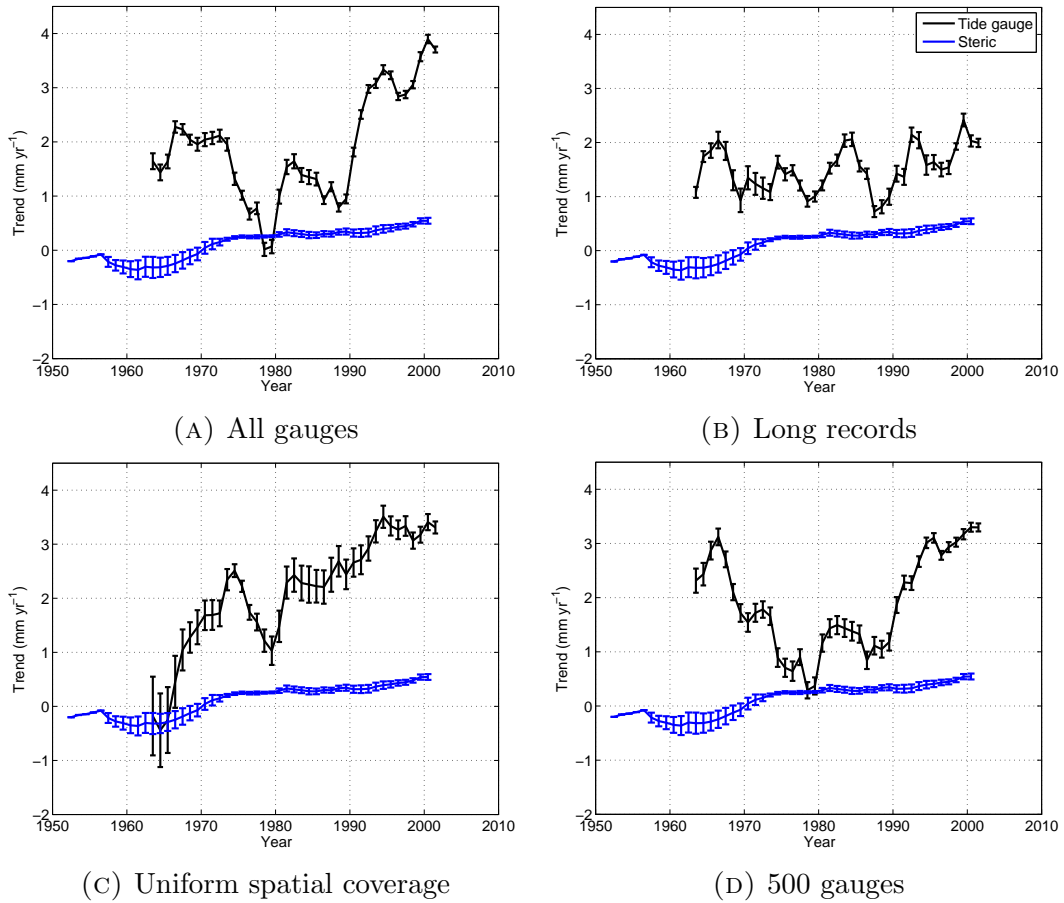 4
3
2
1
0
−1
−2
1950 1960 1970 1980 1990 2000 2010
Year
Trend (mm yr⁻¹)
(A) All gauges
4
3
2
1
0
−1
−2
1950 1960 1970 1980 1990 2000 2010
Year
Trend (mm yr⁻¹)
Tide gauge
Steric
(B) Long records
4
3
2
1
0
−1
−2
1950 1960 1970 1980 1990 2000 2010
Year
Trend (mm yr⁻¹)
(C) Uniform spatial coverage
4
3
2
1
0
−1
−2
1950 1960 1970 1980 1990 2000 2010
Year
Trend (mm yr⁻¹)
(D) 500 gauges